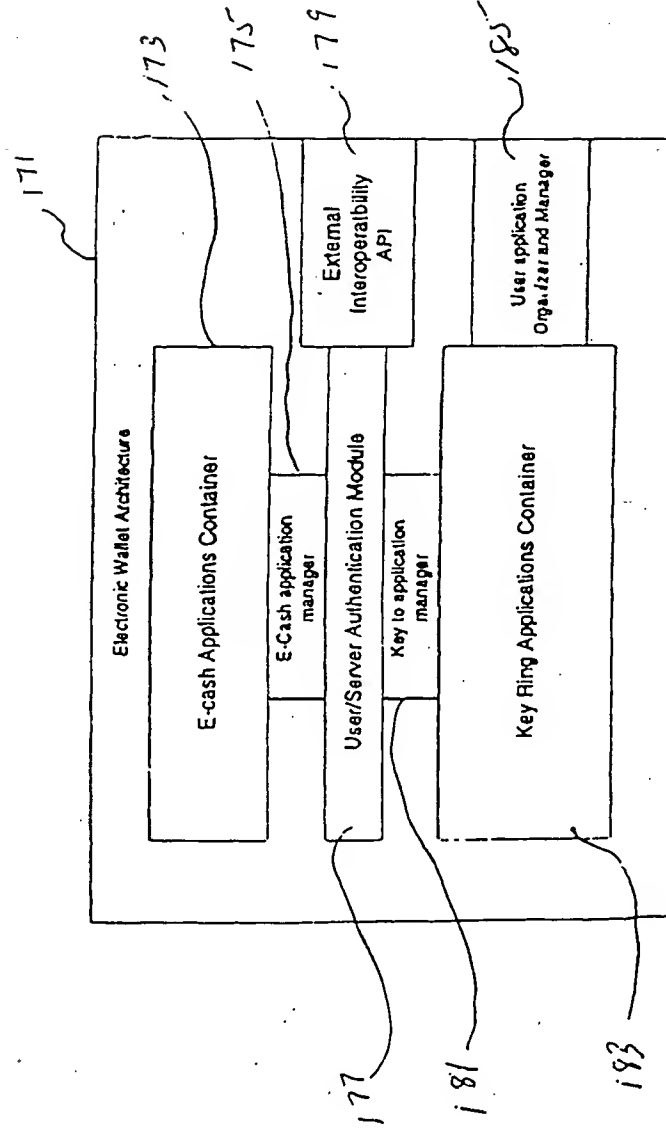 171
173
175
179
185
Electronic Wallet Architecture
E-cash Applications Container
E-Cash application
manager
User/Server Authentication Module
External
Interoperatbility
API
Key to application
manager
Key Ring Applications Container
User application
Organizer and Manager
177
181
183